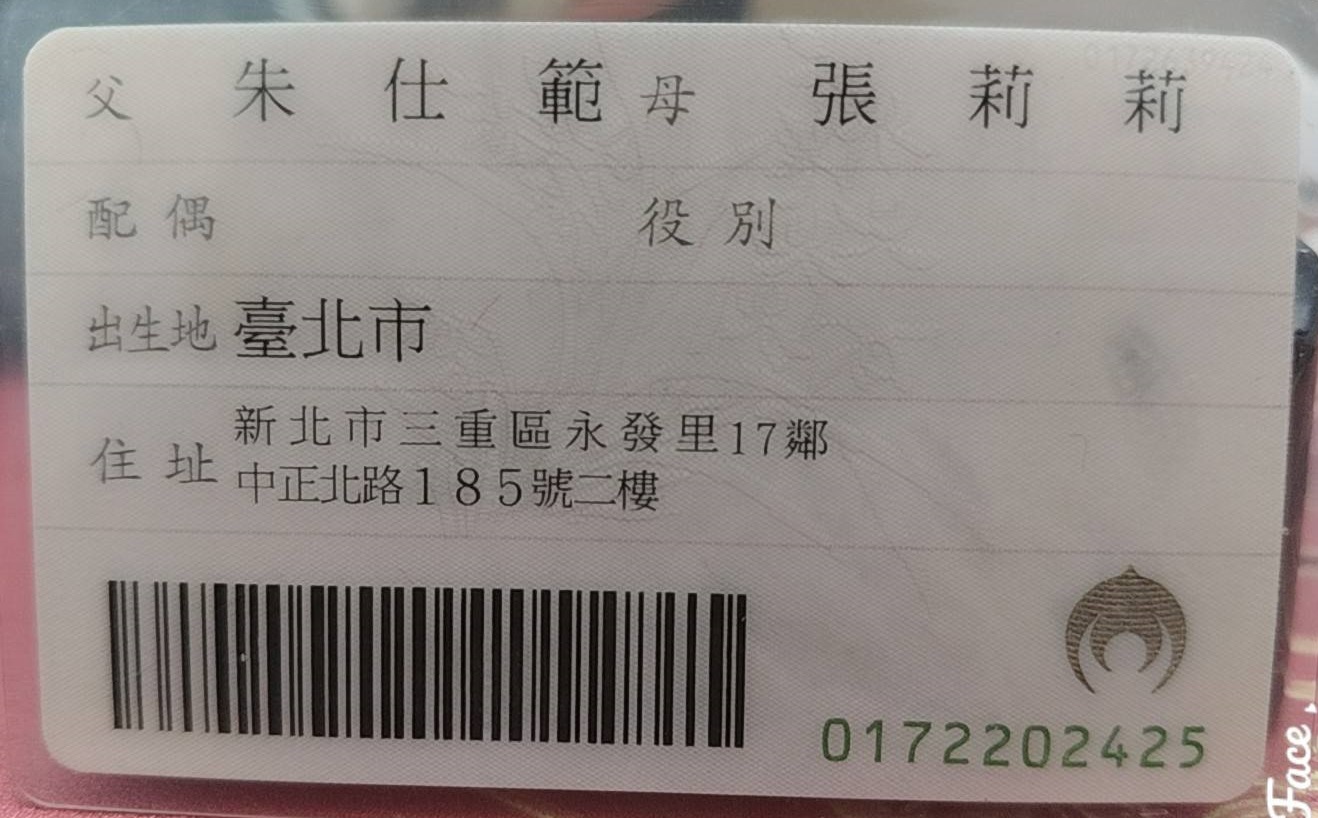 父 朱仕範 母 張莉莉
配偶 役別
出生地 臺北市
住址 新北市三重區永發里17鄰
中正北路185號二樓
0172202425
Face